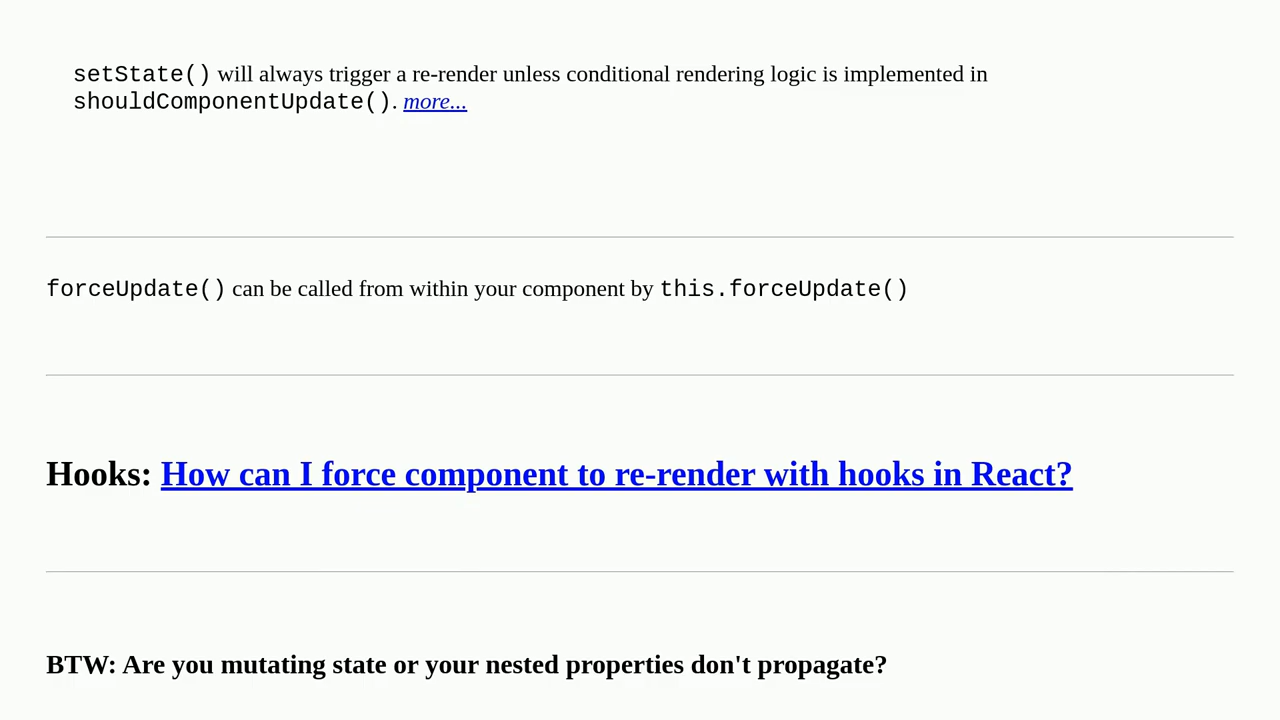 setState() will always trigger a re-render unless conditional rendering logic is implemented in
shouldComponentUpdate(). more...
forceUpdate() can be called from within your component by this.forceUpdate()
Hooks: How can I force component to re-render with hooks in React?
BTW: Are you mutating state or your nested properties don't propagate?